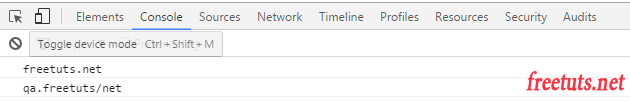 Elements Console Sources Network Timeline Profiles Resources Security Audits
Toggle device mode Ctrl+Shift+M
freetuts.net
qa.freetuts/net
freetuts.net